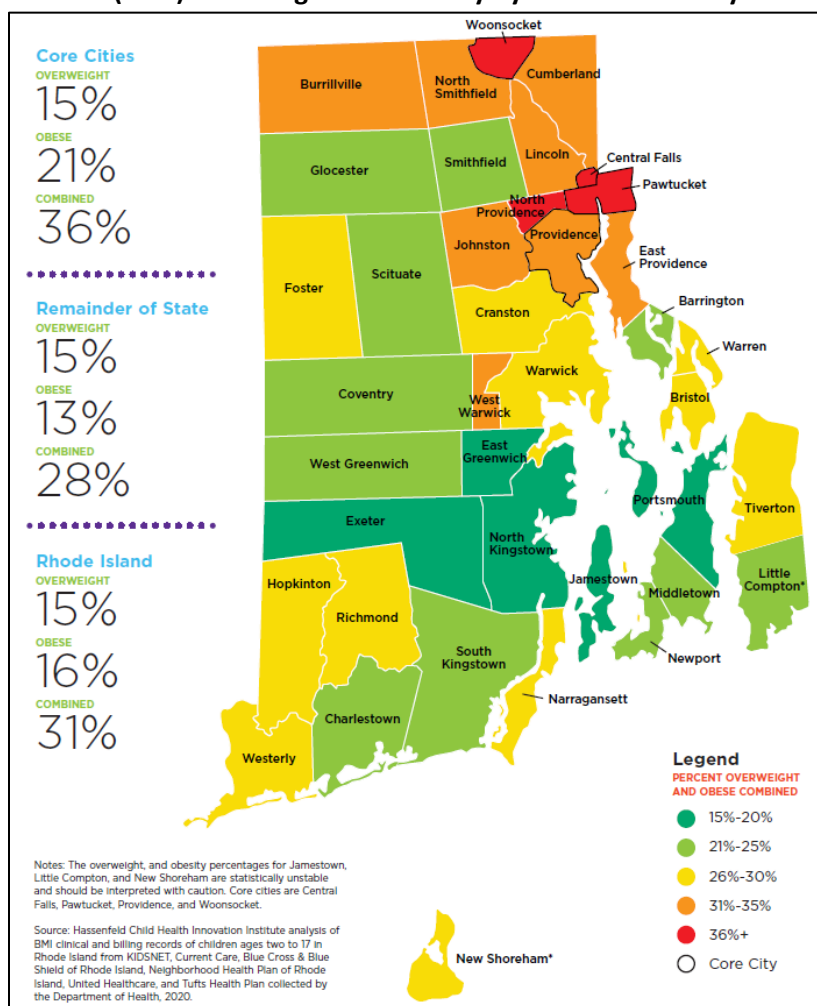 Core Cities
OVERWEIGHT
15%
OBESE
21%
COMBINED
36%
Remainder of State
OVERWEIGHT
15%
OBESE
13%
COMBINED
28%
Rhode Island
OVERWEIGHT
15%
OBESE
16%
COMBINED
31%
Woonsocket
Burrillville
North
Smithfield
Cumberland
Glocester
Smithfield
Lincoln
Central Falls
Pawtucket
North
Providence
Foster
Scituate
Johnston
Providence
East
Providence
Cranston
Barrington
Warren
Coventry
West
Warwick
Warwick
Bristol
West Greenwich
East
Greenwich
Portsmouth
Tiverton
Exeter
North
Kingstown
Jamestown
Middletown
Little
Compton*
Hopkinton
Richmond
South
Kingstown
Newport
Narragansett
Charlestown
Westerly
New Shoreham*
Legend
PERCENT OVERWEIGHT
AND OBESE COMBINED
15%-20%
21%-25%
26%-30%
31%-35%
36%+
Core City
Notes: The overweight, and obesity percentages for Jamestown,
Little Compton, and New Shoreham are statistically unstable
and should be interpreted with caution. Core cities are Central
Falls, Pawtucket, Providence, and Woonsocket.
Source: Hassenfeld Child Health Innovation Institute analysis of
BMI clinical and billing records of children ages two to 17 in
Rhode Island from KIDSNET, Current Care, Blue Cross & Blue
Shield of Rhode Island, Neighborhood Health Plan of Rhode
Island, United Healthcare, and Tufts Health Plan collected by
the Department of Health, 2020.